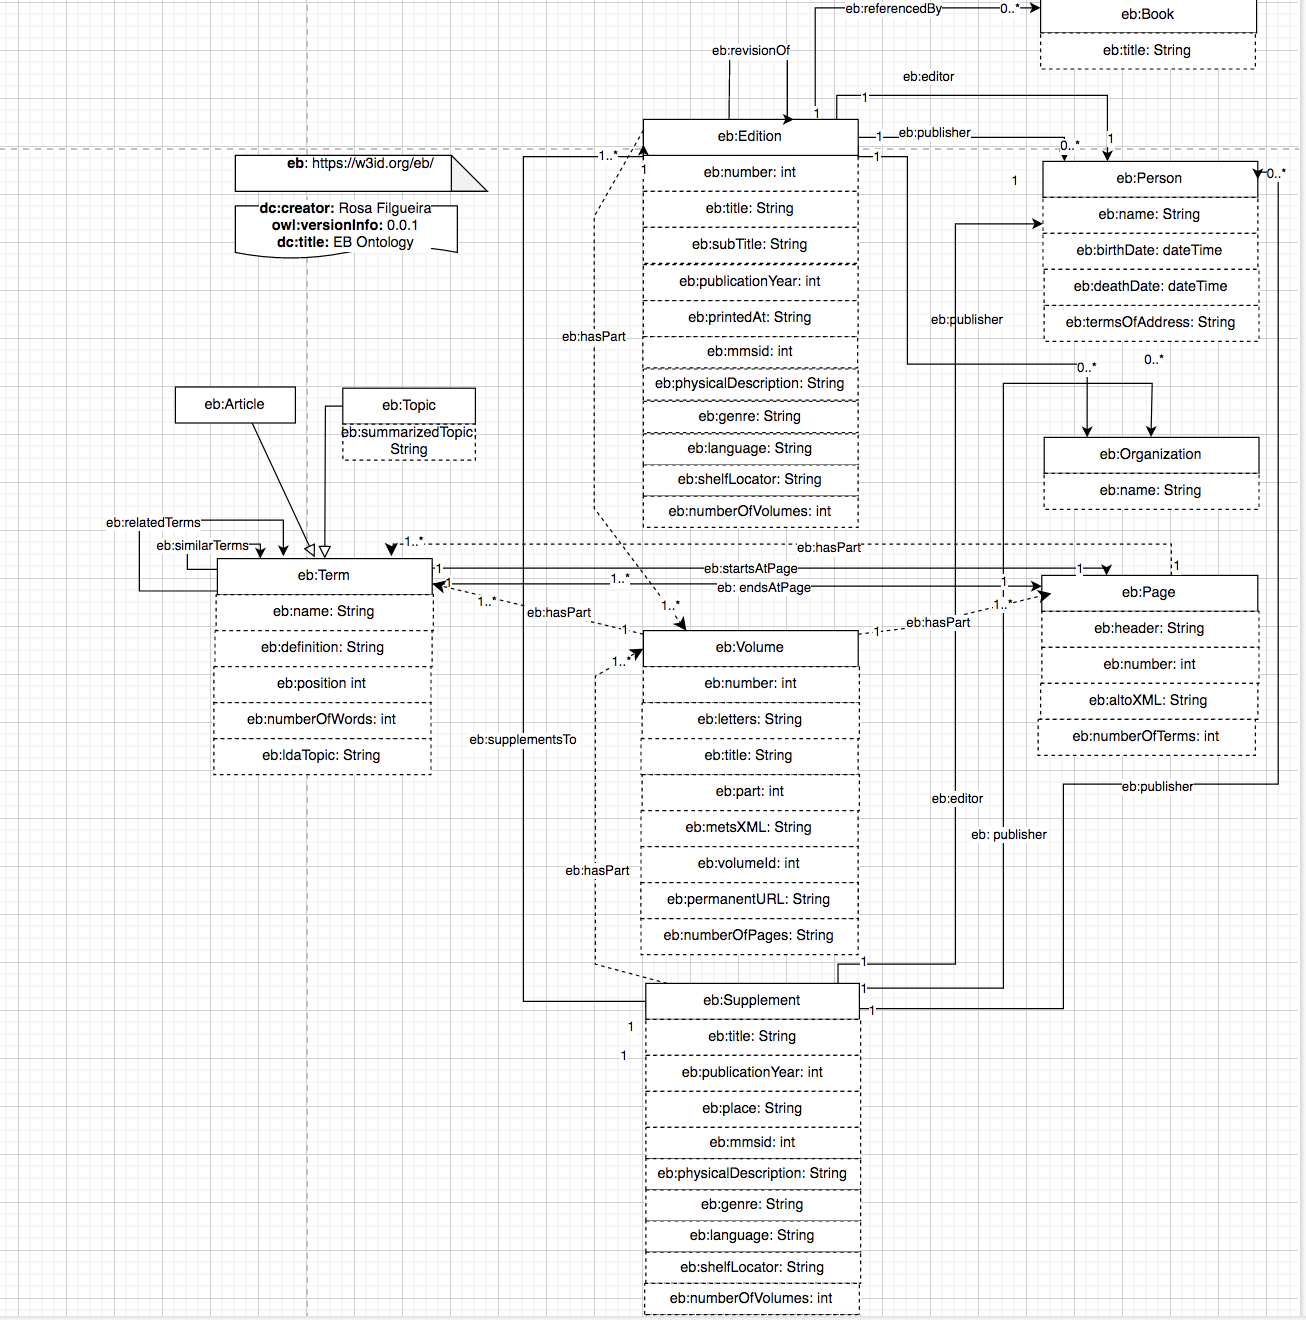 eb:referencedBy
0..*
eb:Book
eb:title: String
eb:revisionOf
eb:editor
1
1
eb:Edition
1
eb:publisher
1
0..*
1..*
1
1
eb:number: int
eb:title: String
eb:subTitle: String
eb:publicationYear: int
eb:printedAt: String
eb:mmsid: int
eb:physicalDescription: String
eb:genre: String
eb:language: String
eb:shelfLocator: String
eb:numberOfVolumes: int
eb: https://w3id.org/eb/
dc:creator: Rosa Filgueira
owl:versionInfo: 0.0.1
dc:title: EB Ontology
1
eb:Person
0..*
eb:name: String
eb:birthDate: dateTime
eb:deathDate: dateTime
eb:termsOfAddress: String
eb:publisher
eb:hasPart
0..*
0..*
eb:Organization
eb:name: String
eb:Article
eb:Topic
eb:summarizedTopic:
String
eb:relatedTerms
eb:similarTerms
1..*
eb:hasPart
1
eb:Term
1
eb:startsAtPage
1
1
1..*
eb: endsAtPage
1
eb:name: String
eb:definition: String
eb:position int
eb:numberOfWords: int
eb:ldaTopic: String
eb:Page
eb:header: String
eb:number: int
eb:altoXML: String
eb:numberOfTerms: int
1..*
eb:hasPart
1
1..*
1
eb:hasPart
1..*
1..*
eb:Volume
eb:number: int
eb:letters: String
eb:title: String
eb:part: int
eb:metsXML: String
eb:volumeId: int
eb:permanentURL: String
eb:numberOfPages: String
eb:supplementsTo
eb:hasPart
eb:editor
eb: publisher
eb:publisher
1
1
1
eb:Supplement
1
1
eb:title: String
eb:publicationYear: int
eb:place: String
eb:mmsid: int
eb:physicalDescription: String
eb:genre: String
eb:language: String
eb:shelfLocator: String
eb:numberOfVolumes: int